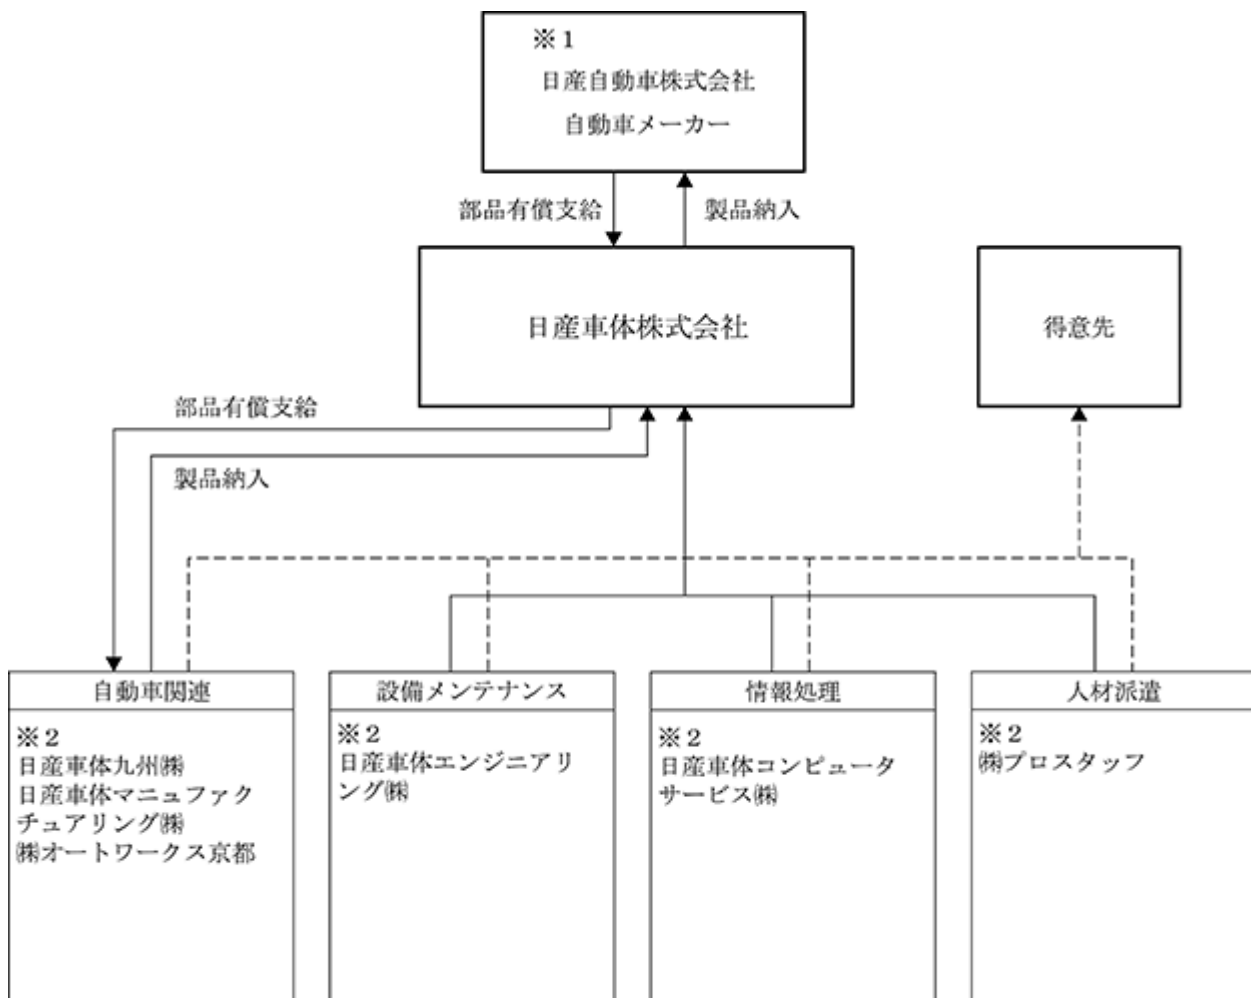 ※1
日産自動車株式会社
自動車メーカー
部品有償支給
製品納入
日産車体株式会社
得意先
部品有償支給
製品納入
自動車関連
※2
日産車体九州㈱
日産車体マニュファク
チュアリング㈱
㈱オートワークス京都
設備メンテナンス
※2
日産車体エンジニアリ
ング㈱
情報処理
※2
日産車体コンピュータ
サービス㈱
人材派遣
※2
㈱プロスタッフ